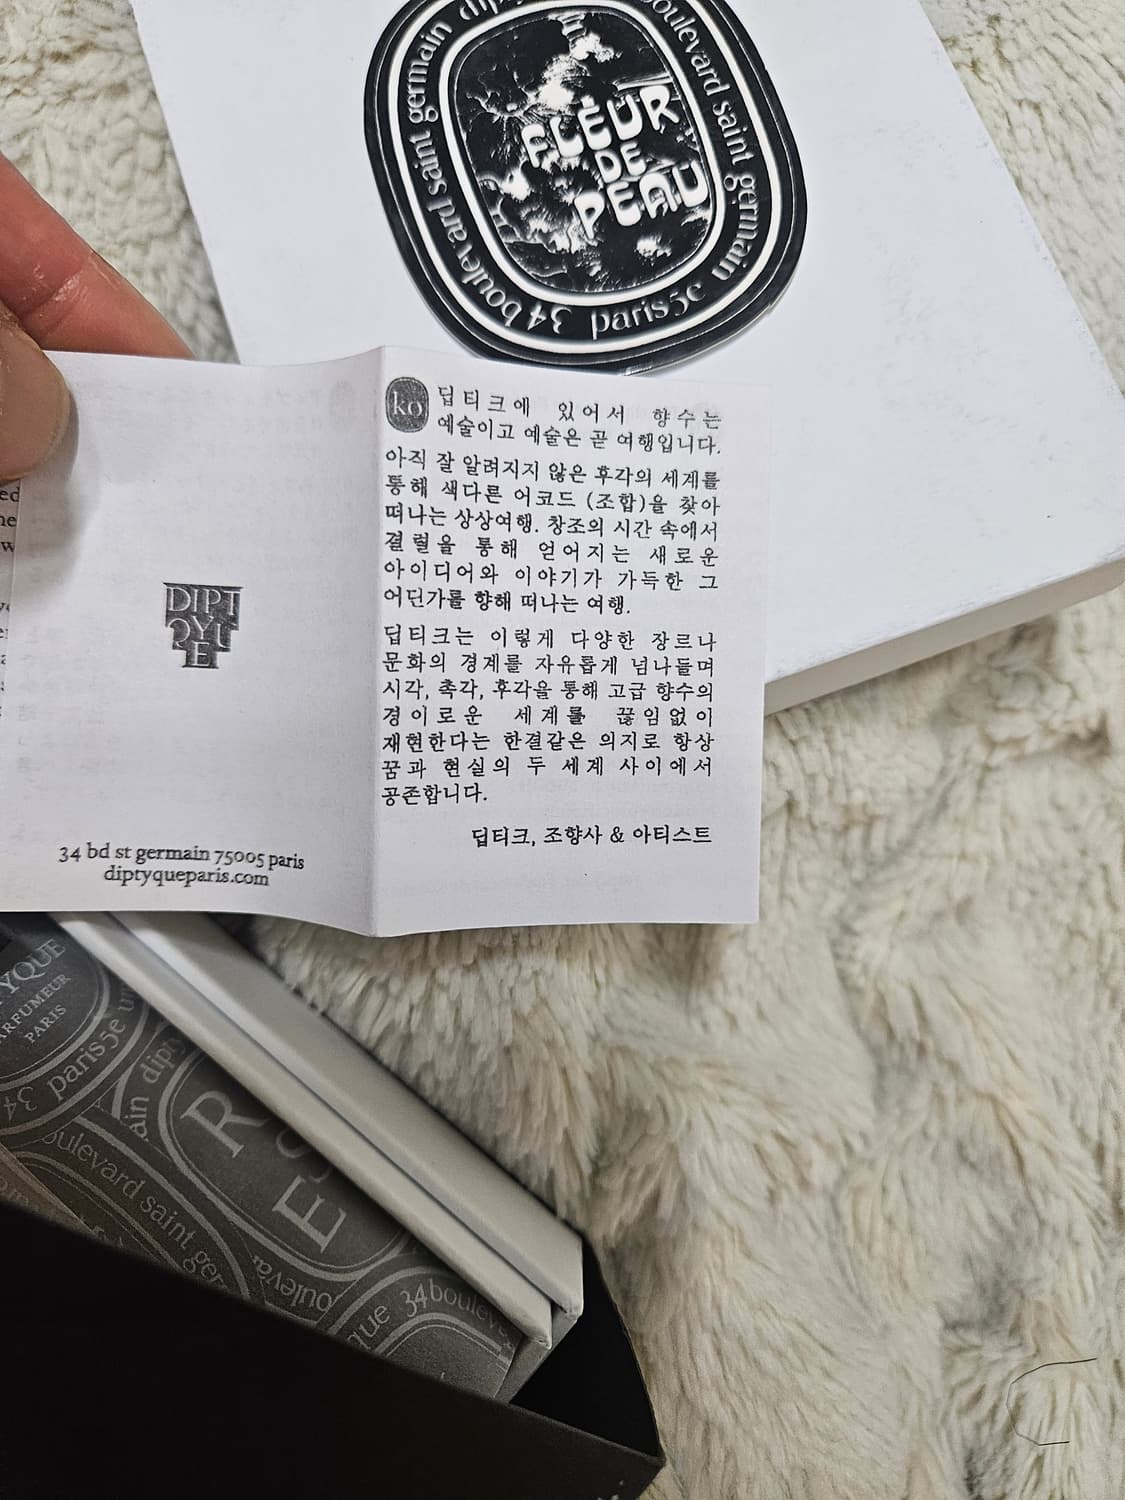 diptyque 34 boulevard saint germain paris5e
FLEUR
DE
PEAU
ko
딥티크에 있어서 향수는
예술이고 예술은 곧 여행입니다.
아직 잘 알려지지 않은 후각의 세계를
통해 색다른 어코드 (조합)을 찾아
떠나는 상상여행. 창조의 시간 속에서
결렬을 통해 얻어지는 새로운
아이디어와 이야기가 가득한 그
어딘가를 향해 떠나는 여행.
딥티크는 이렇게 다양한 장르나
문화의 경계를 자유롭게 넘나들며
시각, 촉각, 후각을 통해 고급 향수의
경이로운 세계를 끊임없이
재현한다는 한결같은 의지로 항상
꿈과 현실의 두 세계 사이에서
공존합니다.
딥티크, 조향사 & 아티스트
DIPT
QYU
E
34 bd st germain 75005 paris
diptyqueparis.com
PARIS
34 paris5e
boulevard saint
34 boulevard